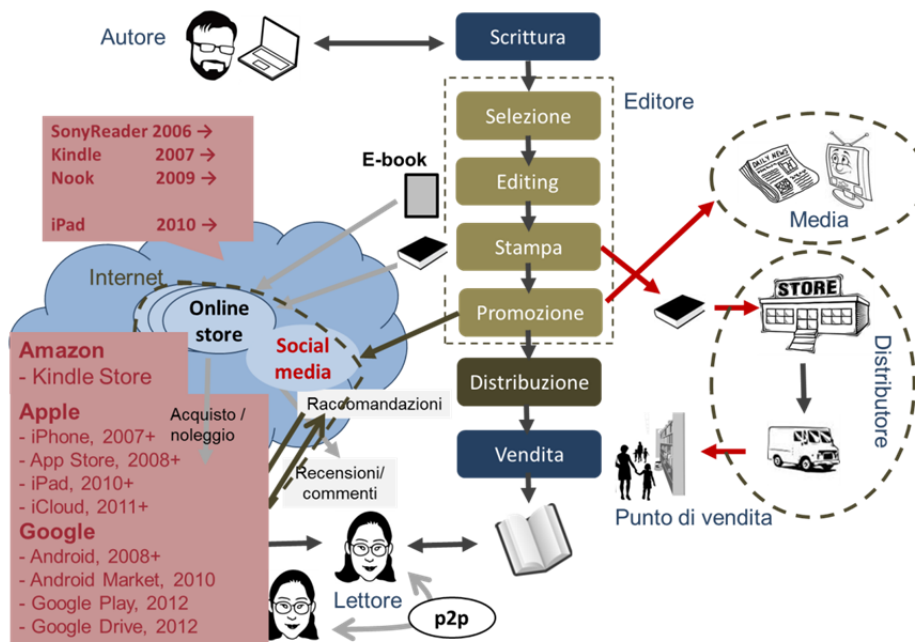 Autore
Scrittura
Editore
Selezione
SonyReader 2006 →
Kindle 2007 →
Nook 2009 →
iPad 2010 →
E-book
Editing
DAILY NEWS
Media
Stampa
Internet
Online
store
Promozione
STORE
Social
media
Amazon
- Kindle Store
Distribuzione
Distributore
Apple
- iPhone, 2007+
- App Store, 2008+
- iPad, 2010+
- iCloud, 2011+
Acquisto /
noleggio
Raccomandazioni
Recensioni/
commenti
Vendita
Punto di vendita
Google
- Android, 2008+
- Android Market, 2010
- Google Play, 2012
- Google Drive, 2012
Lettore
p2p